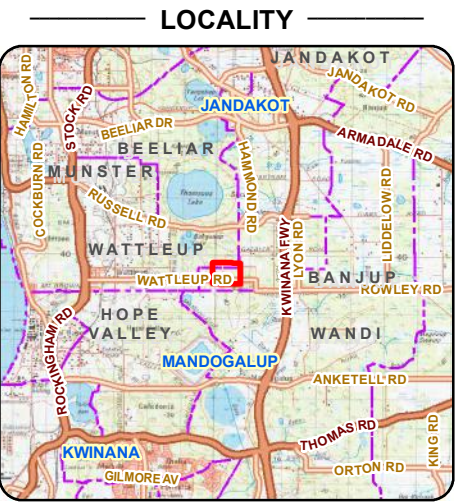 LOCALITY
JANDAKOT
JANDAKOT RD
HAMILTON RD
STOCK RD
JANDAKOT
BEELIAR DR
ARMADALE RD
BEELIAR
HAMMOND RD
COCKBURN RD
MUNSTER
LIDDELOW RD
RUSSELL RD
KWINANA FWY
LYON RD
WATTLEUP
WATTLEUP RD
BANJUP
ROWLEY RD
HOPE
VALLEY
WANDI
ROCKINGHAM RD
MANDOGALUP
ANKETELL RD
THOMAS RD
KING RD
KWINANA
ORTON RD
GILMORE AV